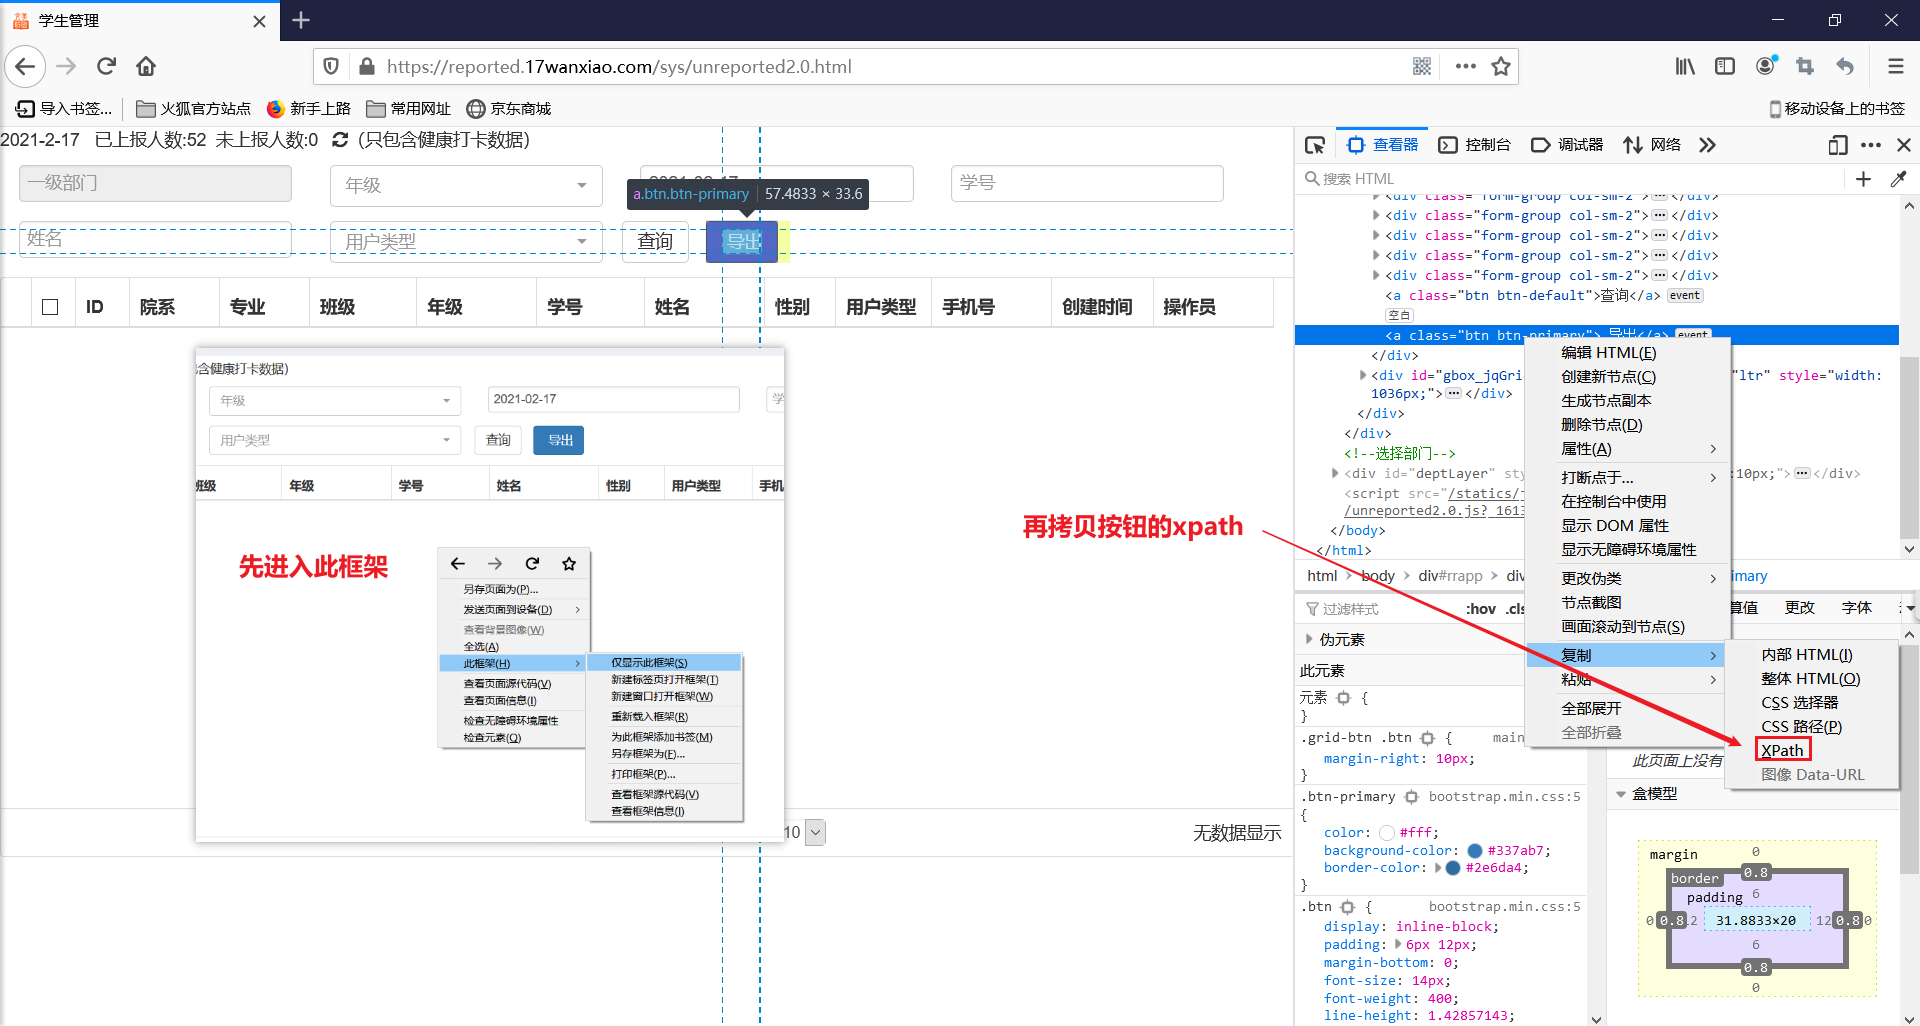 学生管理
https://reported.17wanxiao.com/sys/unreported2.0.html
导入书签... 火狐官方站点 新手上路 常用网址 京东商城 移动设备上的书签
2021-2-17 已上报人数:52 未上报人数:0 (只包含健康打卡数据)
一级部门 年级 学号
a.btn.btn-primary 57.4833 × 33.6
姓名 用户类型 查询 导出
ID 院系 专业 班级 年级 学号 姓名 性别 用户类型 手机号 创建时间 操作员
包含健康打卡数据)
年级 2021-02-17 学
用户类型 查询 导出
班级 年级 学号 姓名 性别 用户类型 手机
先进入此框架
另存页面为(P)...
发送页面到设备(D)
查看背景图像(W)
全选(A)
此框架(H)
查看页面源代码(V)
查看页面信息(I)
检查无障碍环境属性
检查元素(Q)
仅显示此框架(S)
新建标签页打开框架(T)
新建窗口打开框架(W)
重新载入框架(R)
为此框架添加书签(M)
另存框架为(F)...
打印框架(P)...
查看框架源代码(V)
查看框架信息(I)
10 无数据显示
再拷贝按钮的xpath
查看器 控制台 调试器 网络
搜索 HTML
<div class="form-group col-sm-2"> </div>
<div class="form-group col-sm-2"> </div>
<div class="form-group col-sm-2"> </div>
<div class="form-group col-sm-2"> </div>
<div class="form-group col-sm-2"> </div>
<a class="btn btn-default">查询</a> event
空白
<a class="btn btn-primary"> 导出</a> event
</div>
<div id="gbox_jqGri "ltr" style="width:
1036px;"> </div>
</div>
</div>
<!--选择部门-->
<div id="deptLayer" sty :10px;"> </div>
<script src="/statics/
/unreported2.0.js?_1613
</body>
</html>
html body div#rrapp div imary
过滤样式 :hov .cls 算值 更改 字体
伪元素
此元素
元素 {
}
.grid-btn .btn { main
margin-right: 10px;
}
.btn-primary bootstrap.min.css:5
{
color: #fff;
background-color: #337ab7;
border-color: #2e6da4;
}
.btn { bootstrap.min.css:5
display: inline-block;
padding: 6px 12px;
margin-bottom: 0;
font-size: 14px;
font-weight: 400;
line-height: 1.42857143;
编辑 HTML(E)
创建新节点(C)
生成节点副本
删除节点(D)
属性(A)
打断点于...
在控制台中使用
显示 DOM 属性
显示无障碍环境属性
更改伪类
节点截图
画面滚动到节点(S)
复制
粘贴
全部展开
全部折叠
内部 HTML(I)
整体 HTML(O)
CSS 选择器
CSS 路径(P)
XPath
图像 Data-URL
此页面上没有
盒模型
margin 0
border 0.8
padding 6
0 0.8 12 31.8833×20 12 0.8 0
6
0.8
0